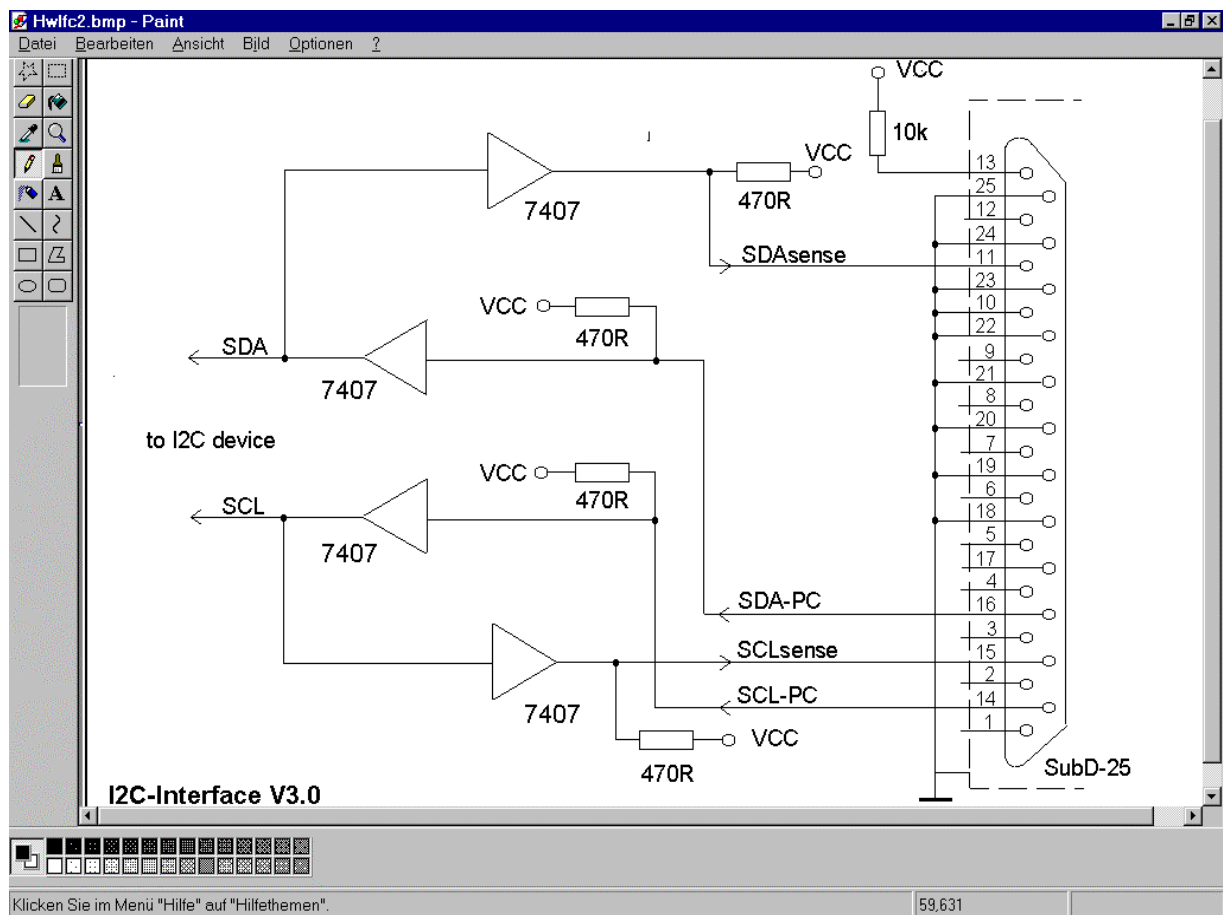 Hwlfc2.bmp - Paint
Datei Bearbeiten Ansicht Bild Optionen ?
VCC
10k
VCC
13
25
470R
7407
12
24
SDAsense
11
23
VCC
10
470R
22
SDA
9
7407
21
8
20
to I2C device
7
VCC
19
470R
6
SCL
18
7407
5
17
4
SDA-PC
16
3
SCLsense
15
2
SCL-PC
14
7407
1
VCC
470R
SubD-25
I2C-Interface V3.0
Klicken Sie im Menü "Hilfe" auf "Hilfethemen".
59,631